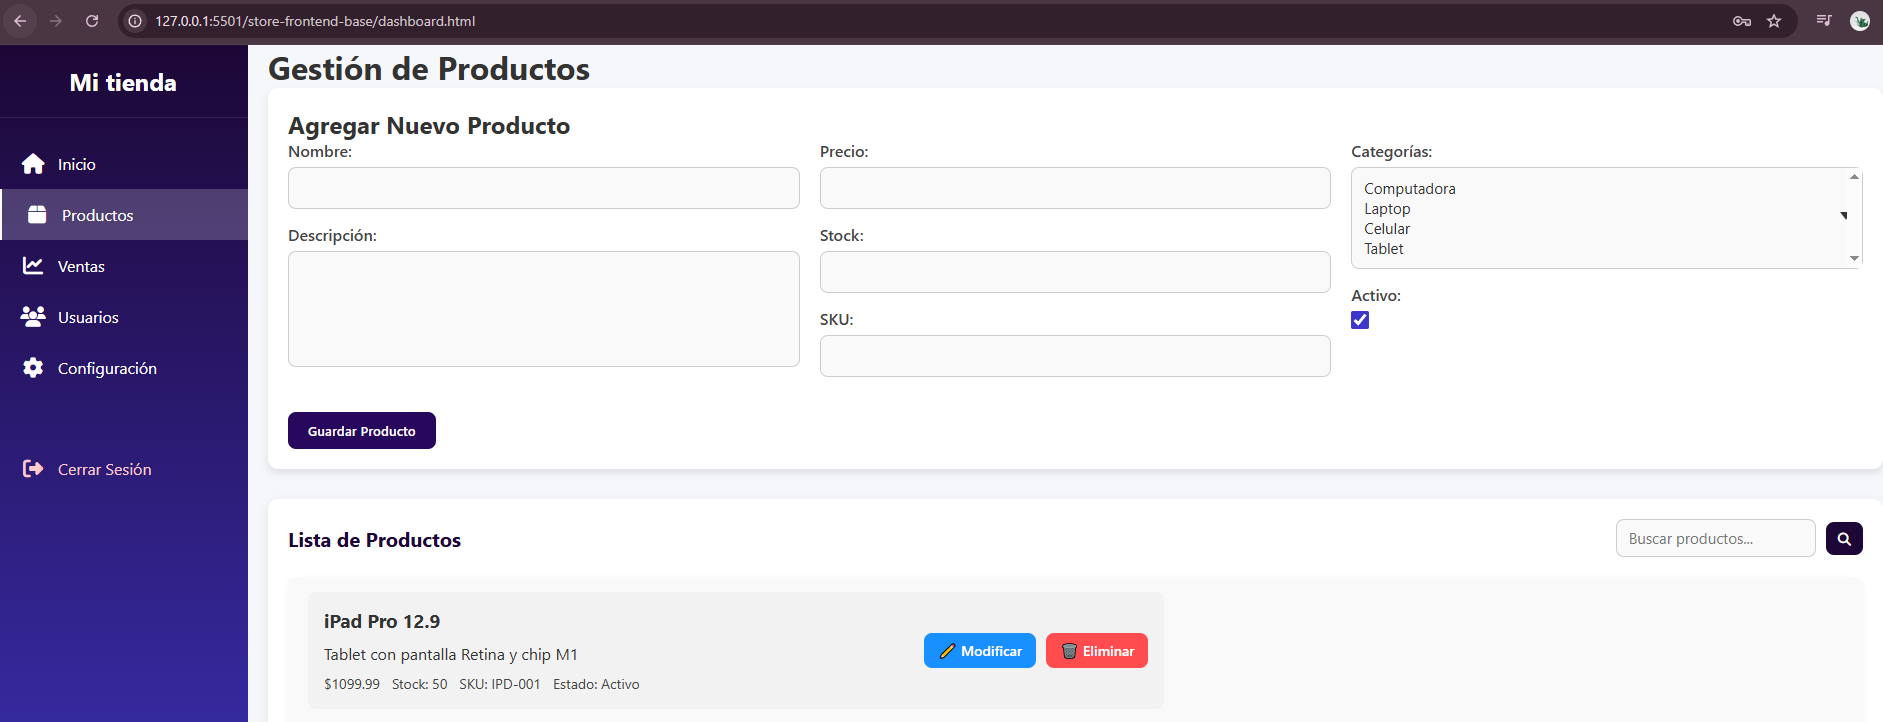 127.0.0.1:5501/store-frontend-base/dashboard.html
Mi tienda
Inicio
Productos
Ventas
Usuarios
Configuración
Cerrar Sesión
Gestión de Productos
Agregar Nuevo Producto
Nombre:
Descripción:
Precio:
Stock:
SKU:
Categorías:
Computadora
Laptop
Celular
Tablet
Activo:
Guardar Producto
Lista de Productos
Buscar productos...
iPad Pro 12.9
Tablet con pantalla Retina y chip M1
$1099.99 Stock: 50 SKU: IPD-001 Estado: Activo
Modificar
Eliminar